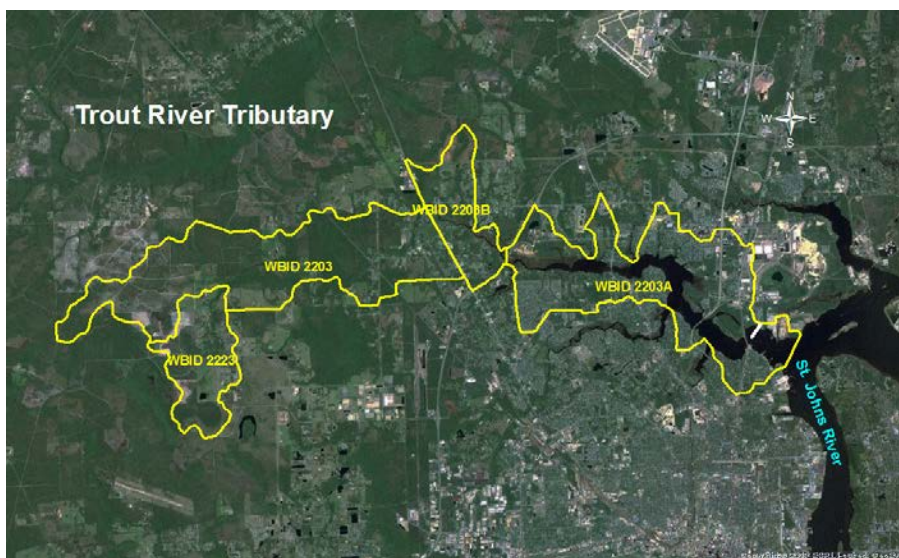 Trout River Tributary
N
W E
S
WBID 2203B
WBID 2203
WBID 2203A
WBID 2223
St. Johns River